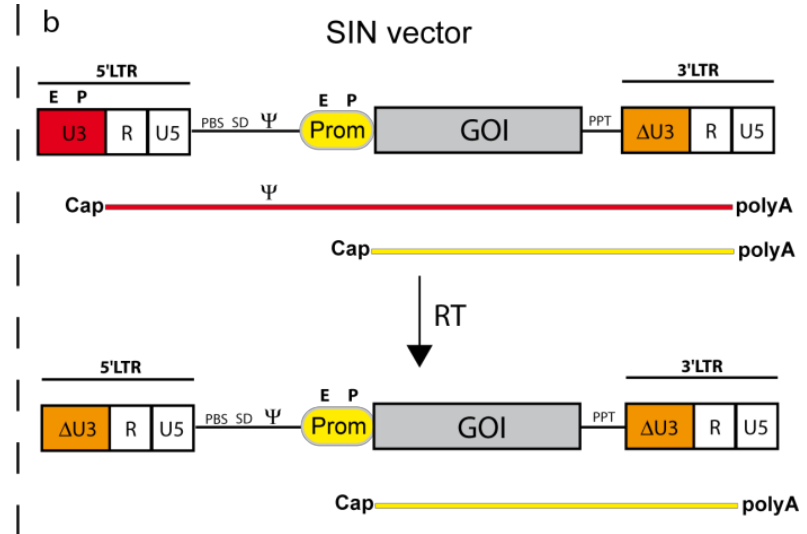 b
SIN vector
5'LTR
3'LTR
E P
E P
U3 R U5 PBS SD Ψ Prom GOI PPT ΔU3 R U5
Ψ
Cap polyA
Cap polyA
RT
5'LTR
3'LTR
E P
ΔU3 R U5 PBS SD Ψ Prom GOI PPT ΔU3 R U5
Cap polyA